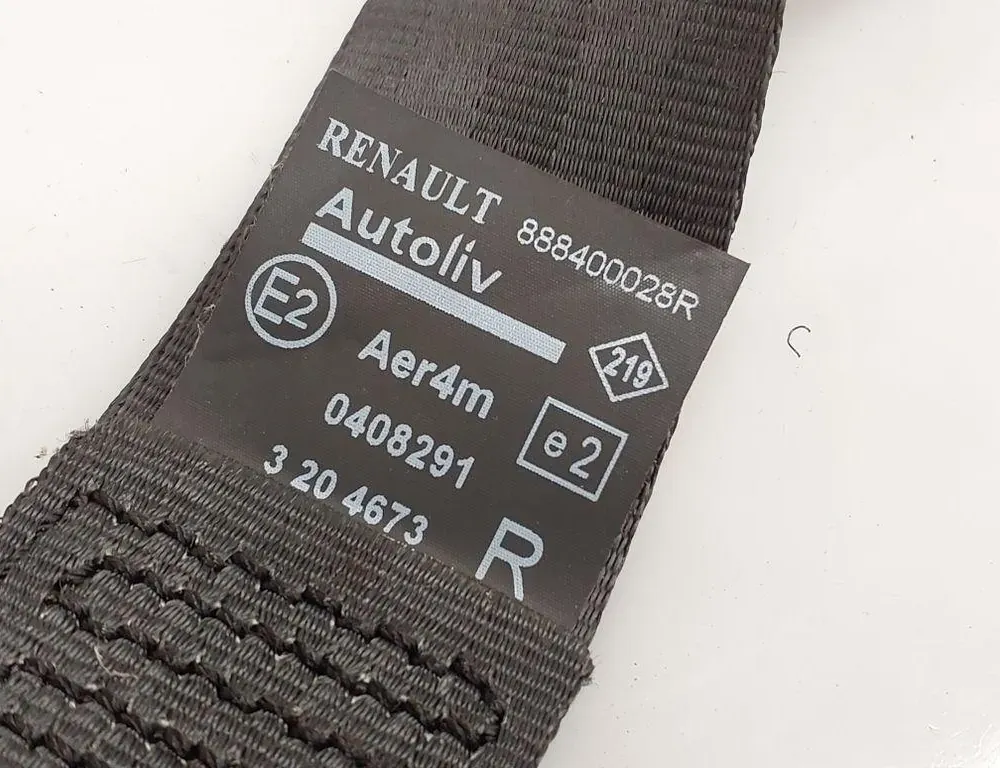 RENAULT 888400028R
Autoliv
E2 Aer4m 219
0408291 e2
3 20 4673 R